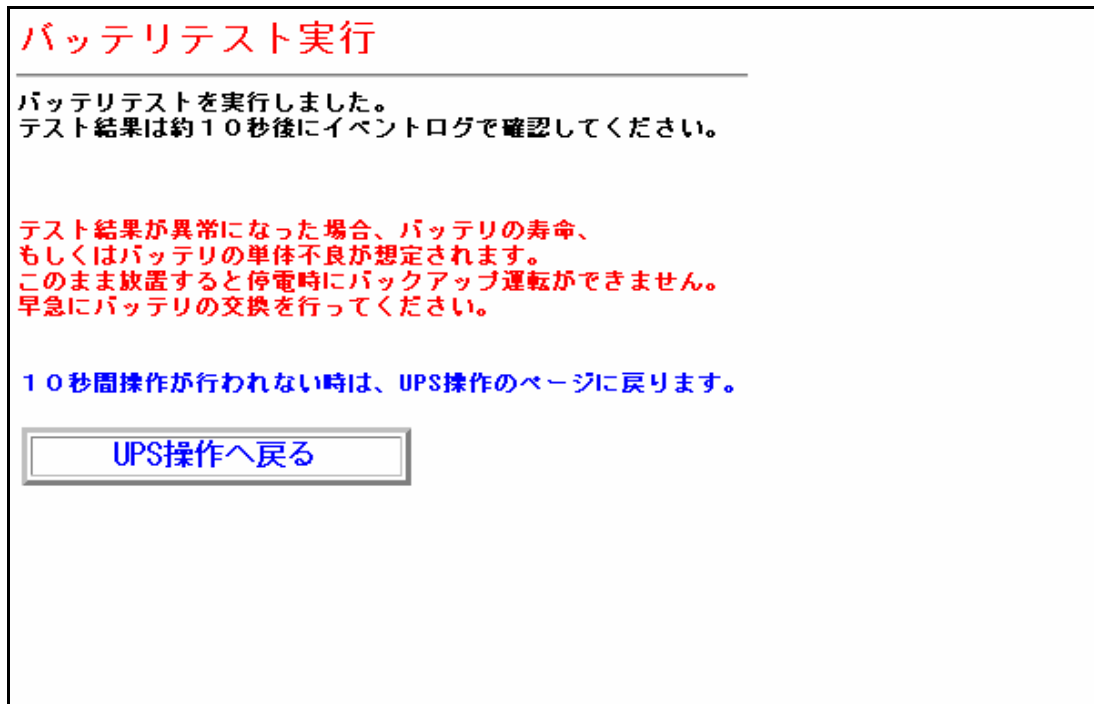 バッテリテスト実行
バッテリテストを実行しました。
テスト結果は約１０秒後にイベントログで確認してください。
テスト結果が異常になった場合、バッテリの寿命、
もしくはバッテリの単体不良が想定されます。
このまま放置すると停電時にバックアップ運転ができません。
早急にバッテリの交換を行ってください。
１０秒間操作が行われない時は、UPS操作のページに戻ります。
UPS操作へ戻る